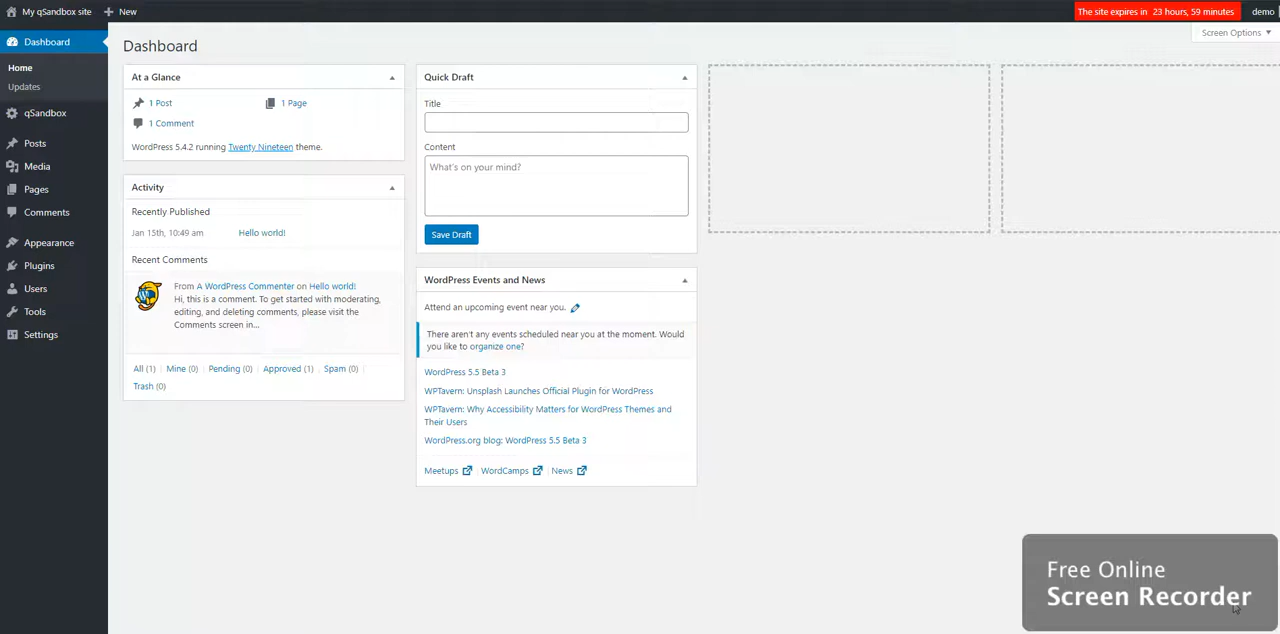 My qSandbox site New The site expires in 23 hours, 59 minutes demo
Screen Options
Dashboard
Home
Updates
qSandbox
Posts
Media
Pages
Comments
Appearance
Plugins
Users
Tools
Settings
Dashboard
At a Glance
1 Post 1 Page
1 Comment
WordPress 5.4.2 running Twenty Nineteen theme.
Activity
Recently Published
Jan 15th, 10:49 am Hello world!
Recent Comments
From A WordPress Commenter on Hello world!
Hi, this is a comment. To get started with moderating,
editing, and deleting comments, please visit the
Comments screen in...
All (1) | Mine (0) | Pending (0) | Approved (1) | Spam (0) |
Trash (0)
Quick Draft
Title
Content
What's on your mind?
Save Draft
WordPress Events and News
Attend an upcoming event near you.
There aren't any events scheduled near you at the moment. Would
you like to organize one?
WordPress 5.5 Beta 3
WPTavern: Unsplash Launches Official Plugin for WordPress
WPTavern: Why Accessibility Matters for WordPress Themes and
Their Users
WordPress.org blog: WordPress 5.5 Beta 3
Meetups | WordCamps | News
Free Online
Screen Recorder